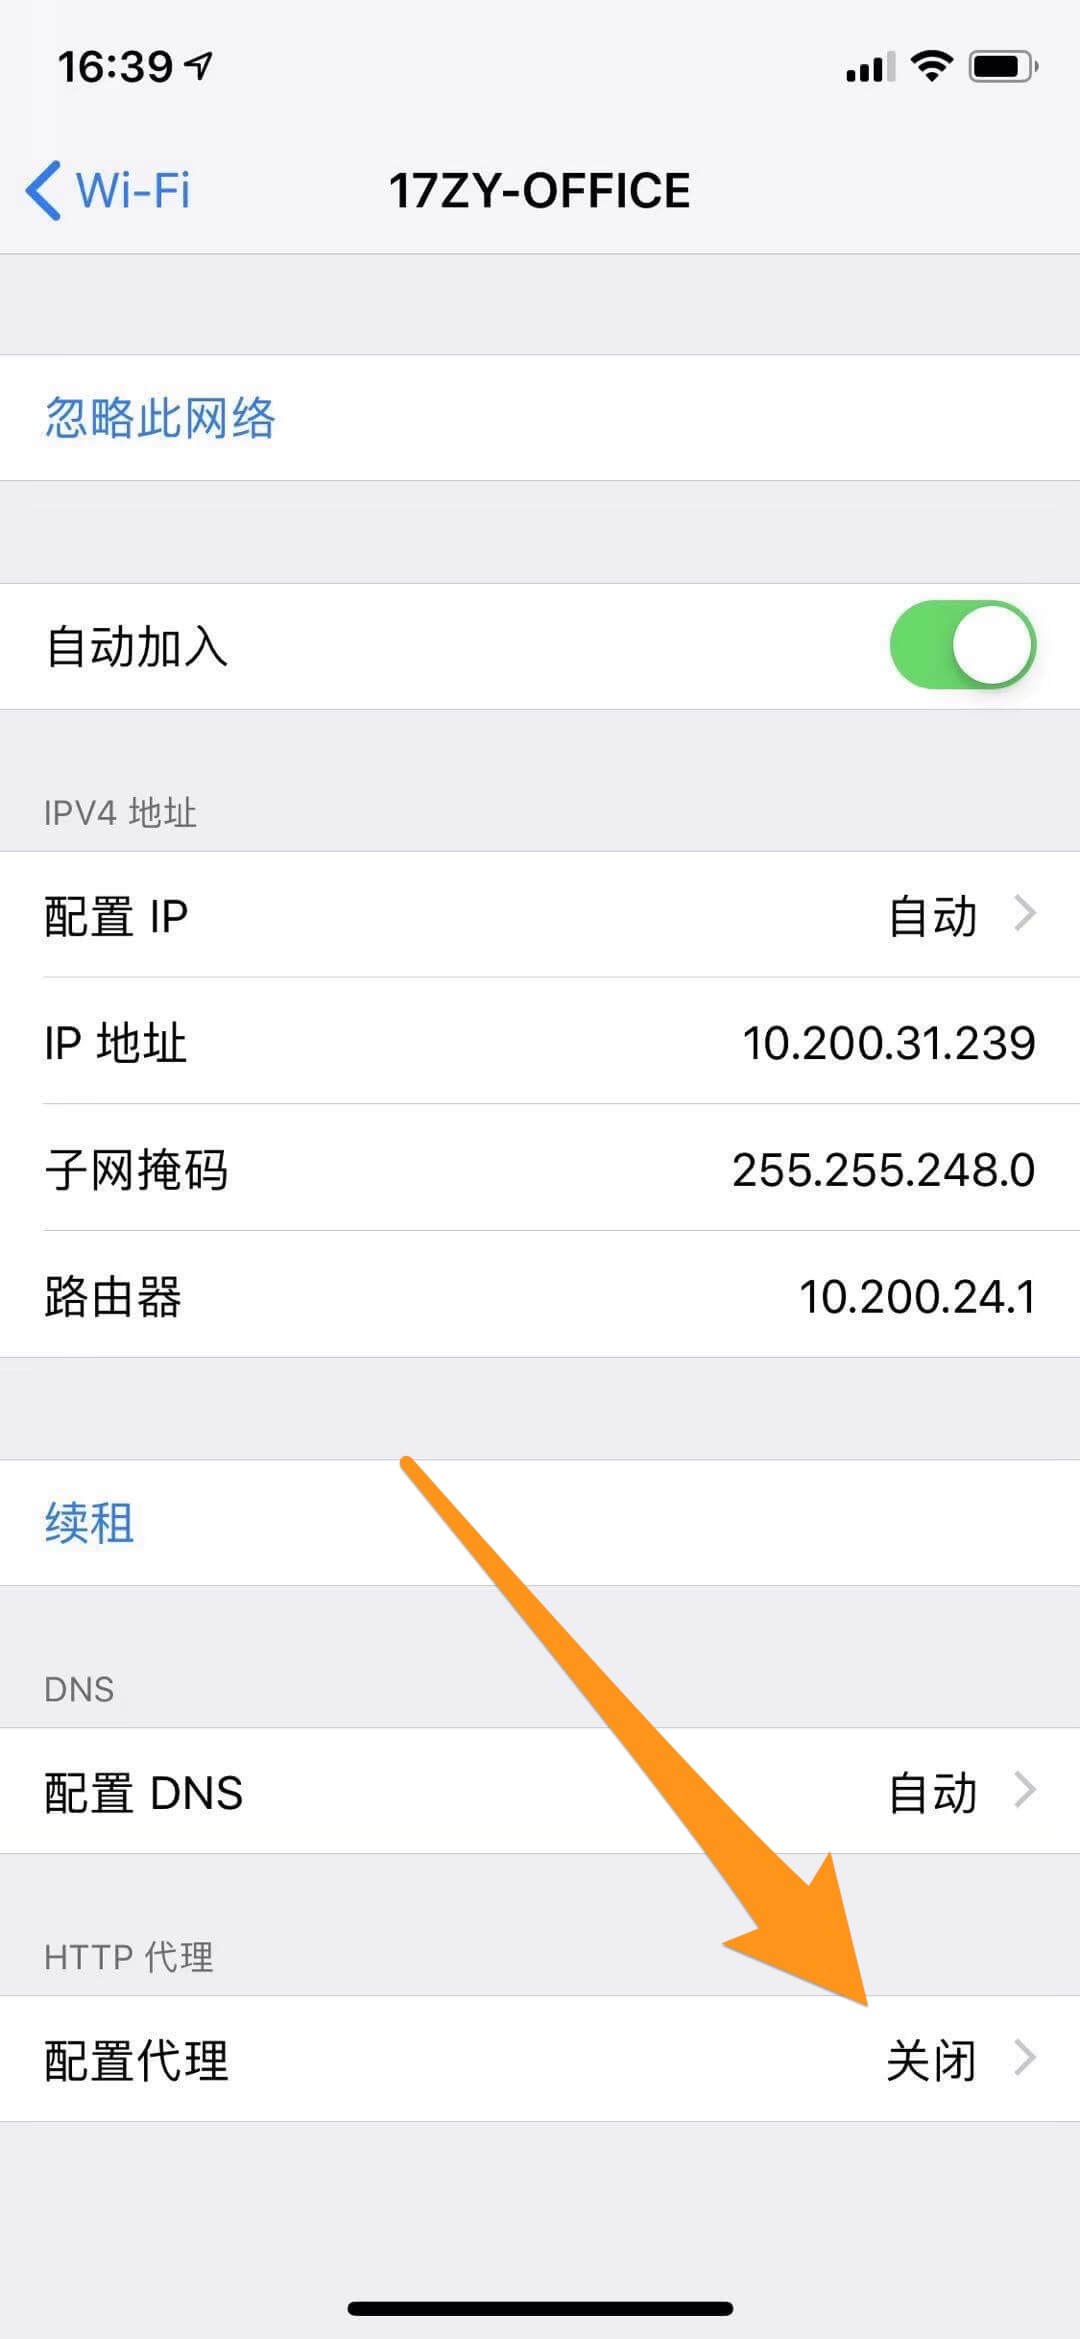 16:39
Wi-Fi 17ZY-OFFICE
忽略此网络
自动加入
IPV4 地址
配置 IP 自动
IP 地址 10.200.31.239
子网掩码 255.255.248.0
路由器 10.200.24.1
续租
DNS
配置 DNS 自动
HTTP 代理
配置代理 关闭